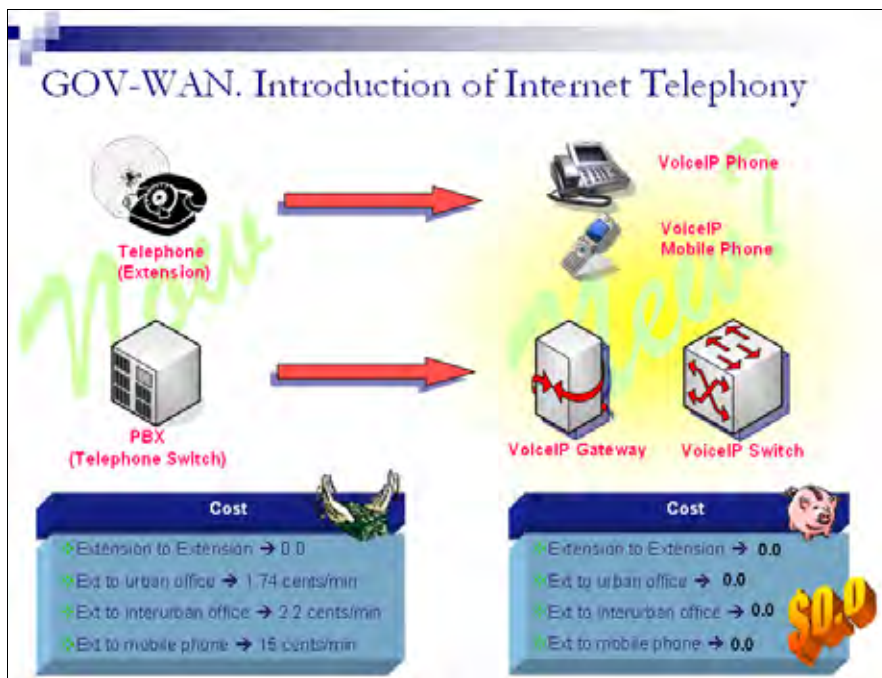 GOV-WAN. Introduction of Internet Telephony
Now
New?
Telephone
(Extension)
VoiceIP Phone
VoiceIP
Mobile Phone
PBX
(Telephone Switch)
VoiceIP Gateway
VoiceIP Switch
Cost
Extension to Extension → 0.0
Ext to urban office → 1.74 cents/min
Ext to interurban office → 2.2 cents/min
Ext to mobile phone → 15 cents/min
Cost
Extension to Extension → 0.0
Ext to urban office → 0.0
Ext to interurban office → 0.0
Ext to mobile phone → 0.0
$0.0